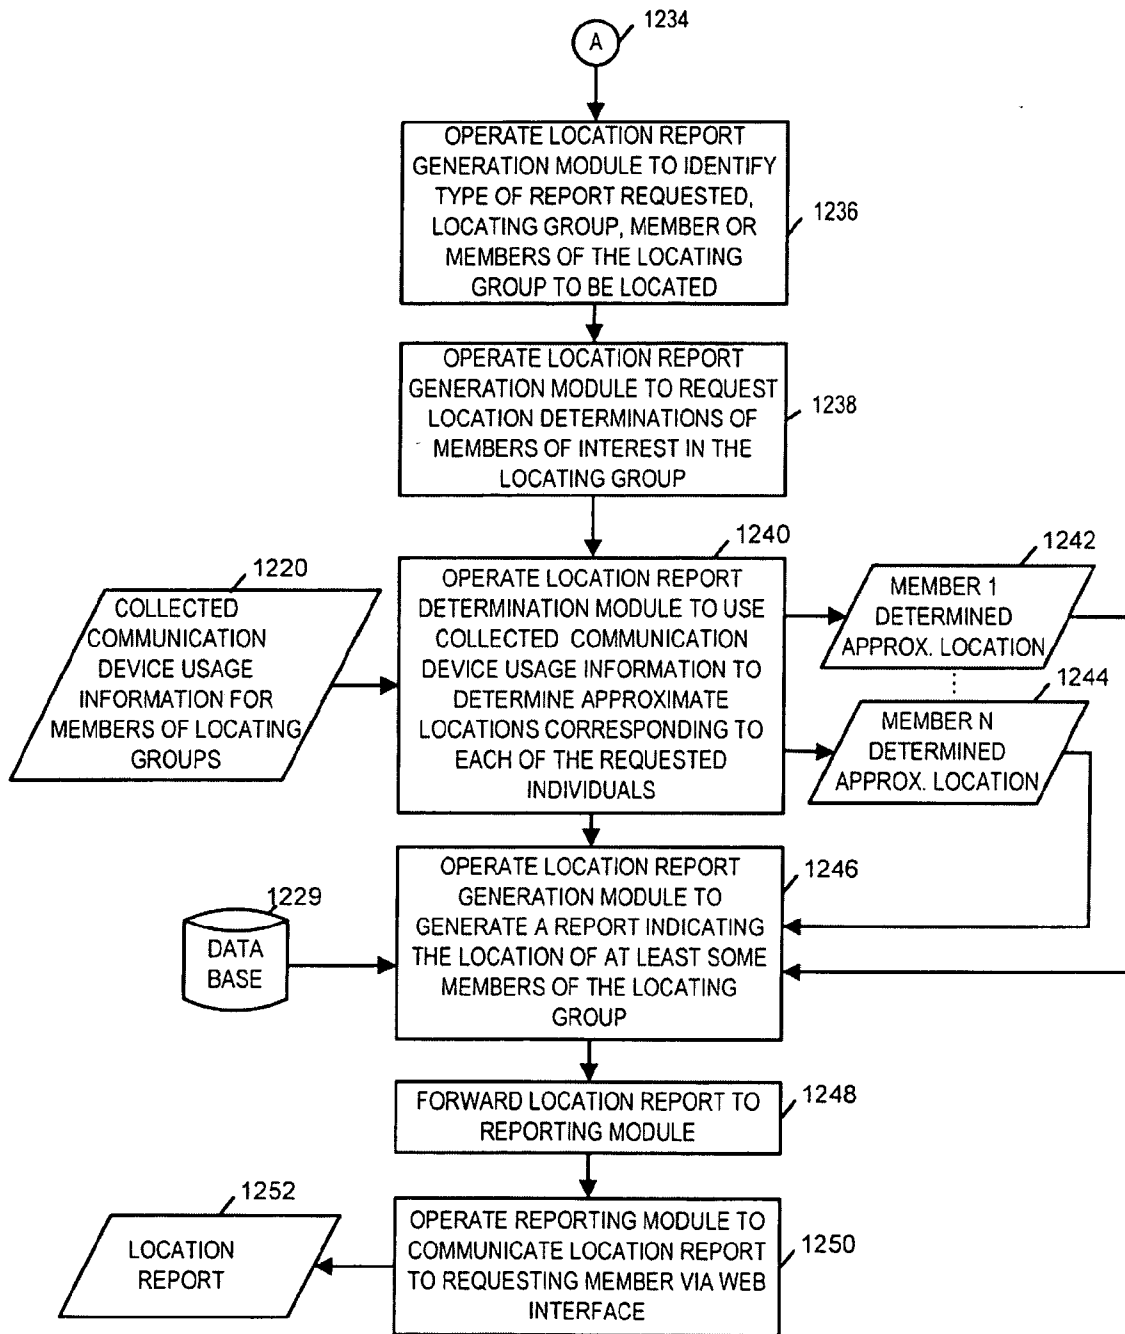 A
1234
OPERATE LOCATION REPORT
GENERATION MODULE TO IDENTIFY
TYPE OF REPORT REQUESTED,
LOCATING GROUP, MEMBER OR
MEMBERS OF THE LOCATING
GROUP TO BE LOCATED
1236
OPERATE LOCATION REPORT
GENERATION MODULE TO REQUEST
LOCATION DETERMINATIONS OF
MEMBERS OF INTEREST IN THE
LOCATING GROUP
1238
1220
COLLECTED
COMMUNICATION
DEVICE USAGE
INFORMATION FOR
MEMBERS OF LOCATING
GROUPS
1240
OPERATE LOCATION REPORT
DETERMINATION MODULE TO USE
COLLECTED COMMUNICATION
DEVICE USAGE INFORMATION TO
DETERMINE APPROXIMATE
LOCATIONS CORRESPONDING TO
EACH OF THE REQUESTED
INDIVIDUALS
1242
MEMBER 1
DETERMINED
APPROX. LOCATION
1244
MEMBER N
DETERMINED
APPROX. LOCATION
1229
DATA
BASE
OPERATE LOCATION REPORT
GENERATION MODULE TO
GENERATE A REPORT INDICATING
THE LOCATION OF AT LEAST SOME
MEMBERS OF THE LOCATING
GROUP
1246
FORWARD LOCATION REPORT TO
REPORTING MODULE
1248
1252
LOCATION
REPORT
OPERATE REPORTING MODULE TO
COMMUNICATE LOCATION REPORT
TO REQUESTING MEMBER VIA WEB
INTERFACE
1250